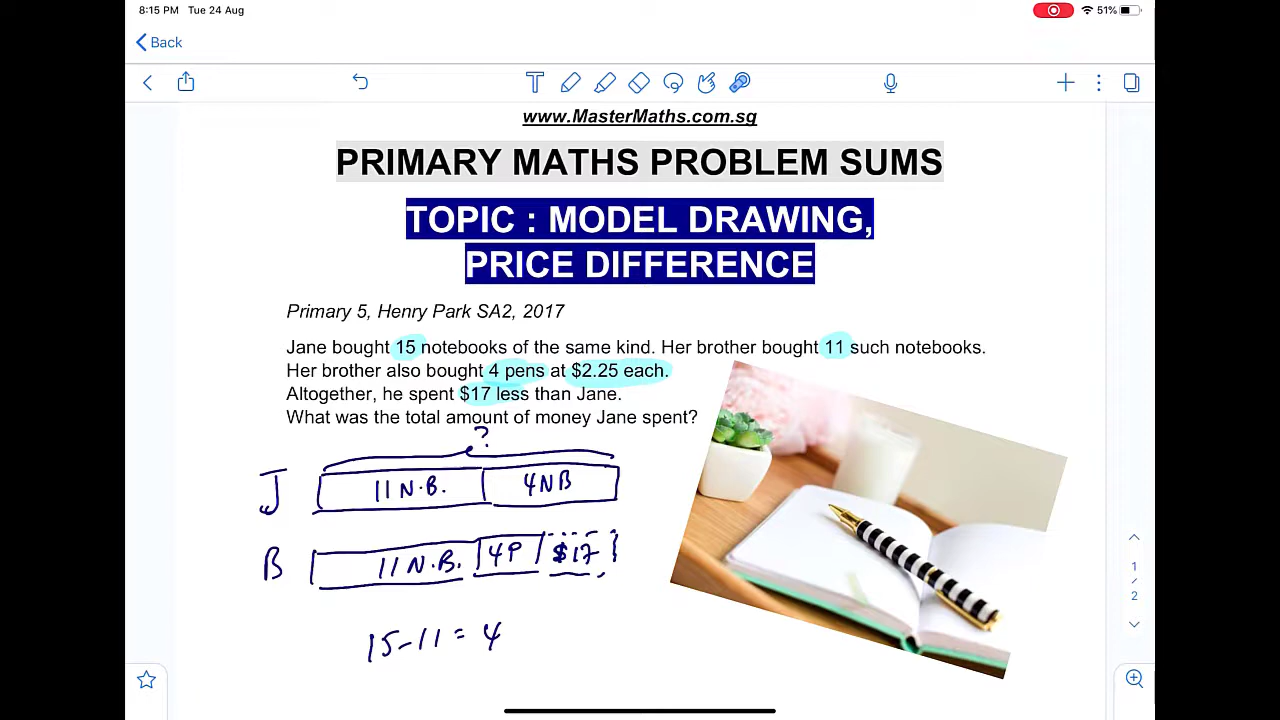 8:15 PM Tue 24 Aug
51%
Back
T
www.MasterMaths.com.sg
PRIMARY MATHS PROBLEM SUMS
TOPIC : MODEL DRAWING,
PRICE DIFFERENCE
Primary 5, Henry Park SA2, 2017
Jane bought 15 notebooks of the same kind. Her brother bought 11 such notebooks.
Her brother also bought 4 pens at $2.25 each.
Altogether, he spent $17 less than Jane.
What was the total amount of money Jane spent?
?
J 11 N.B. 4NB
B 11 N.B. 4P $17
15-11= 4
1
/
2